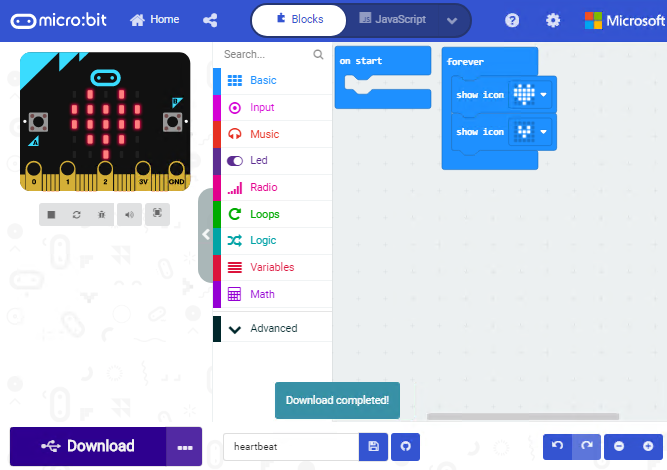 micro:bit
Home
Blocks
JavaScript
Microsoft
A
B
0
1
2
3V
GND
Search...
Basic
Input
Music
Led
Radio
Loops
Logic
Variables
Math
Advanced
on start
forever
show icon
show icon
Download completed!
Download
heartbeat